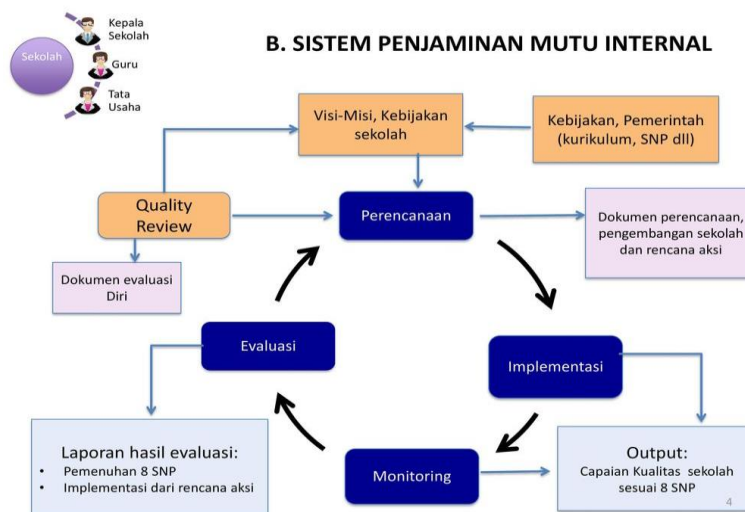 Sekolah
Kepala
Sekolah
Guru
Tata
Usaha
B. SISTEM PENJAMINAN MUTU INTERNAL
Visi-Misi, Kebijakan
sekolah
Kebijakan, Pemerintah
(kurikulum, SNP dll)
Quality
Review
Perencanaan
Dokumen perencanaan,
pengembangan sekolah
dan rencana aksi
Dokumen evaluasi
Diri
Evaluasi
Implementasi
Laporan hasil evaluasi:
• Pemenuhan 8 SNP
• Implementasi dari rencana aksi
Monitoring
Output:
Capaian Kualitas sekolah
sesuai 8 SNP
4